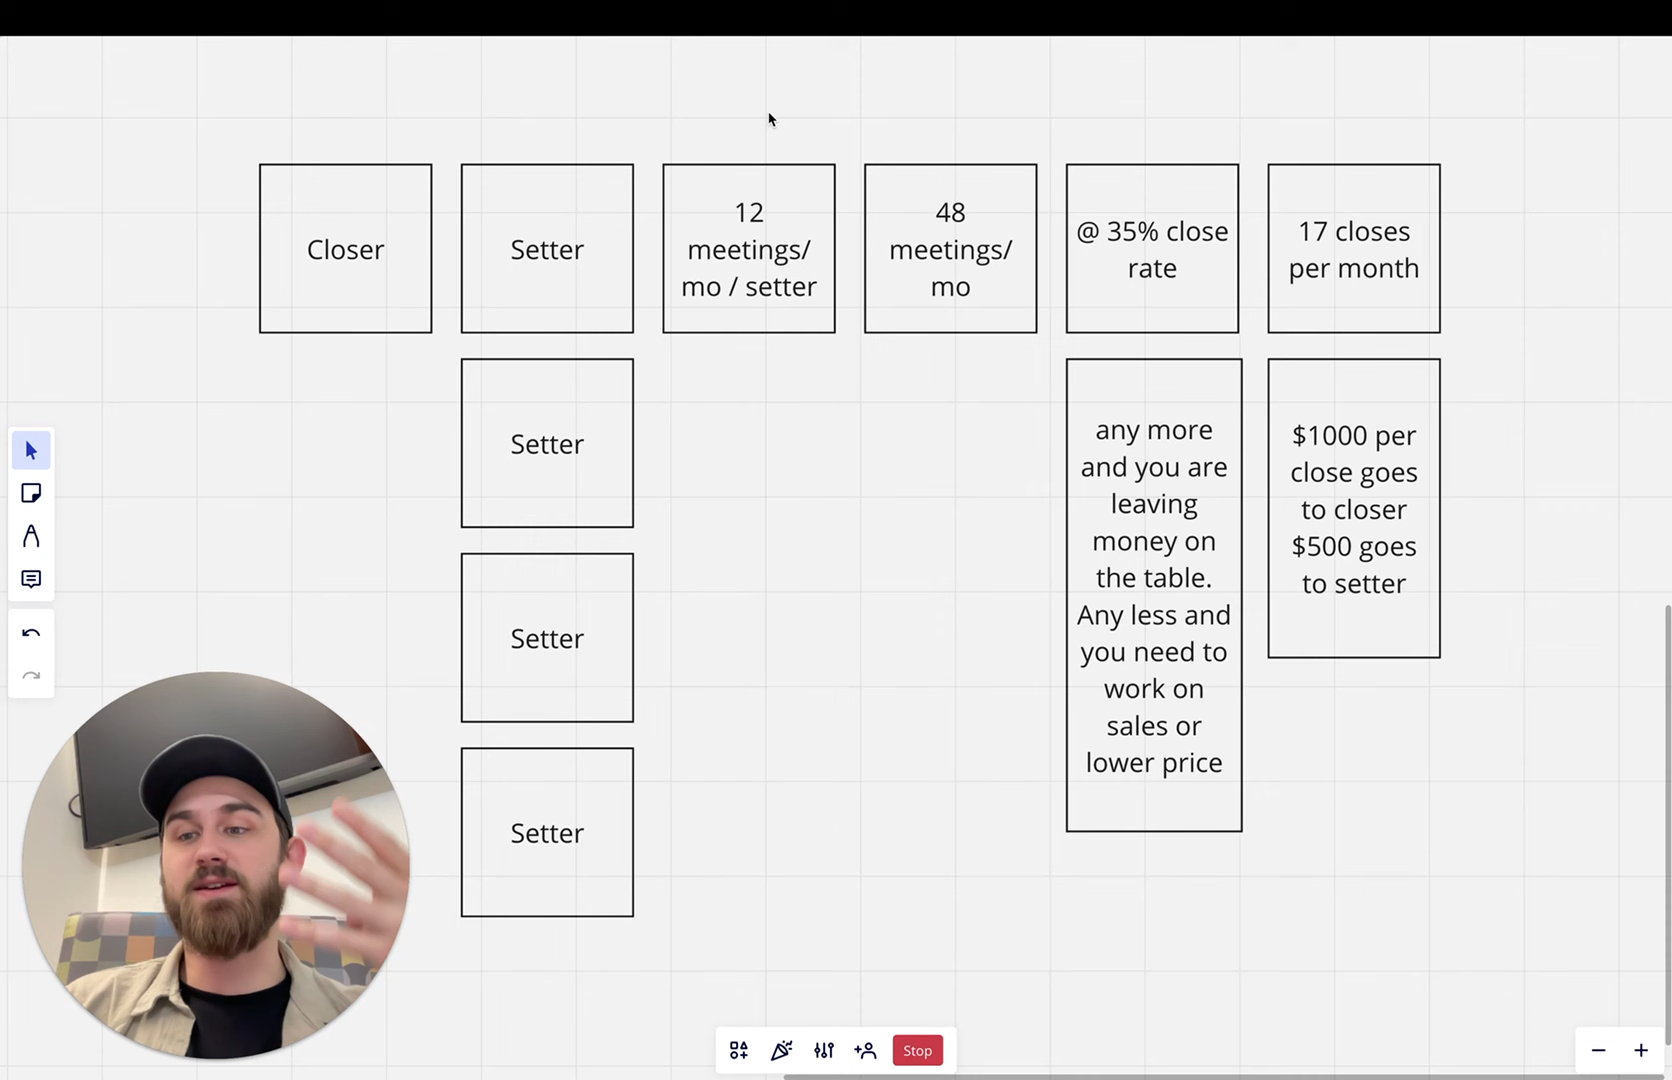 Closer
Setter
12
meetings/
mo / setter
48
meetings/
mo
@ 35% close
rate
17 closes
per month
Setter
any more
and you are
leaving
money on
the table.
Any less and
you need to
work on
sales or
lower price
$1000 per
close goes
to closer
$500 goes
to setter
Setter
Setter
Stop